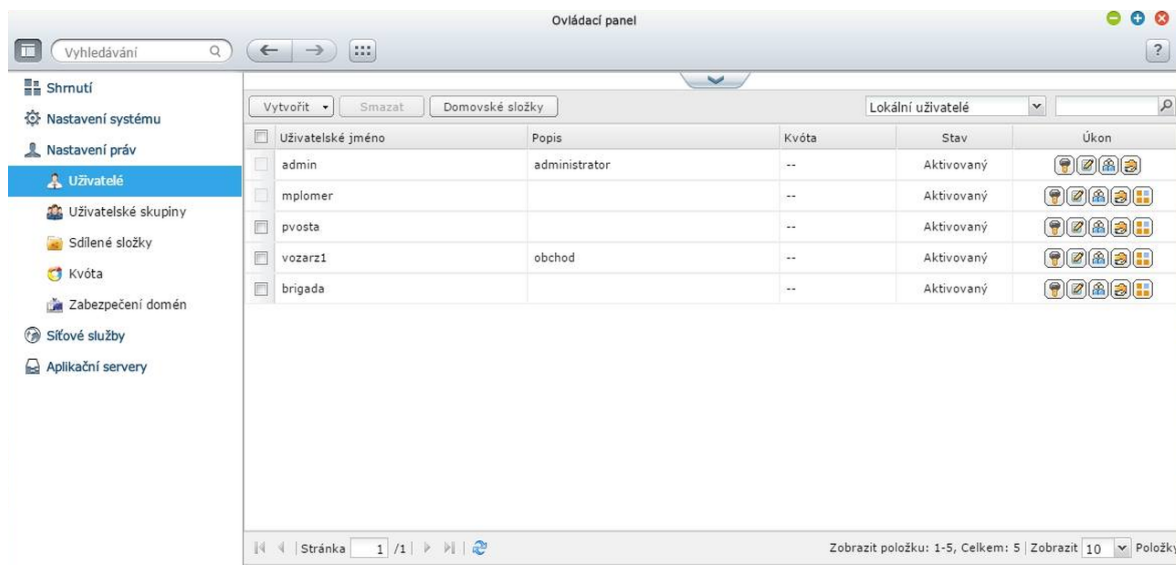 Ovládací panel
Vyhledávání
?
Shrnutí
Nastavení systému
Nastavení práv
Uživatelé
Uživatelské skupiny
Sdílené složky
Kvóta
Zabezpečení domén
Síťové služby
Aplikační servery
Vytvořit Smazat Domovské složky Lokální uživatelé
Uživatelské jméno Popis Kvóta Stav Úkon
admin administrator -- Aktivovaný
mplomer -- Aktivovaný
pvosta -- Aktivovaný
vozarz1 obchod -- Aktivovaný
brigada -- Aktivovaný
Stránka 1 /1 Zobrazit položku: 1-5, Celkem: 5 | Zobrazit 10 Položky